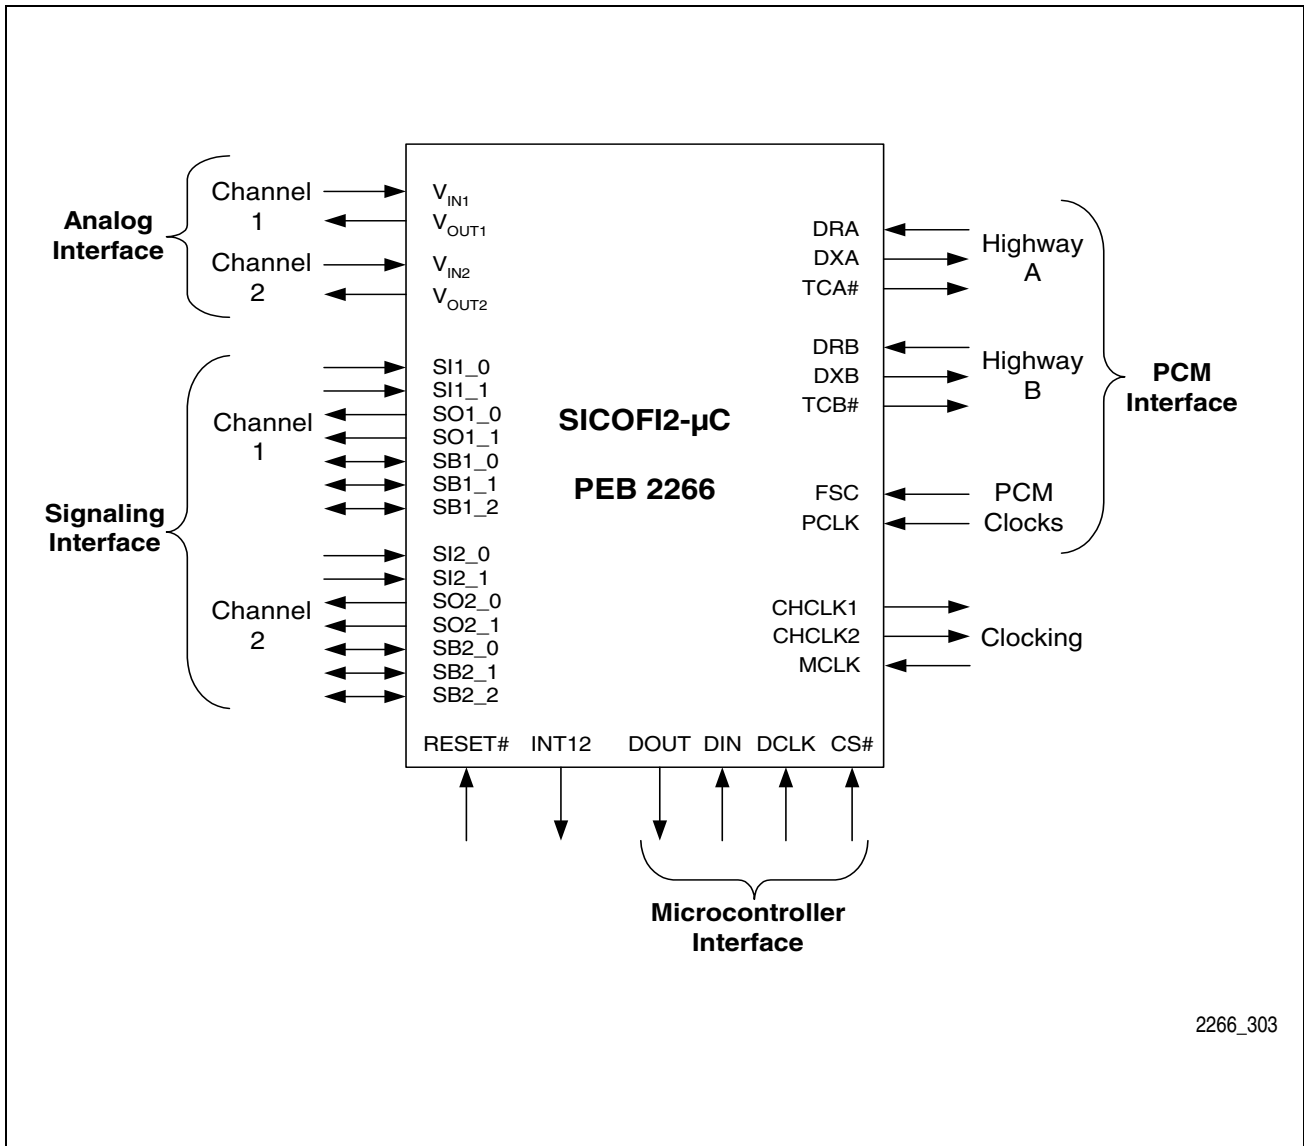 Analog
Interface
Channel
1
Channel
2
V_IN1
V_OUT1
V_IN2
V_OUT2
Signaling
Interface
Channel
1
SI1_0
SI1_1
SO1_0
SO1_1
SB1_0
SB1_1
SB1_2
Channel
2
SI2_0
SI2_1
SO2_0
SO2_1
SB2_0
SB2_1
SB2_2
SICOFI2-µC
PEB 2266
DRA
DXA
TCA#
Highway
A
DRB
DXB
TCB#
Highway
B
FSC
PCLK
PCM
Clocks
PCM
Interface
CHCLK1
CHCLK2
MCLK
Clocking
RESET# INT12 DOUT DIN DCLK CS#
Microcontroller
Interface
2266_303